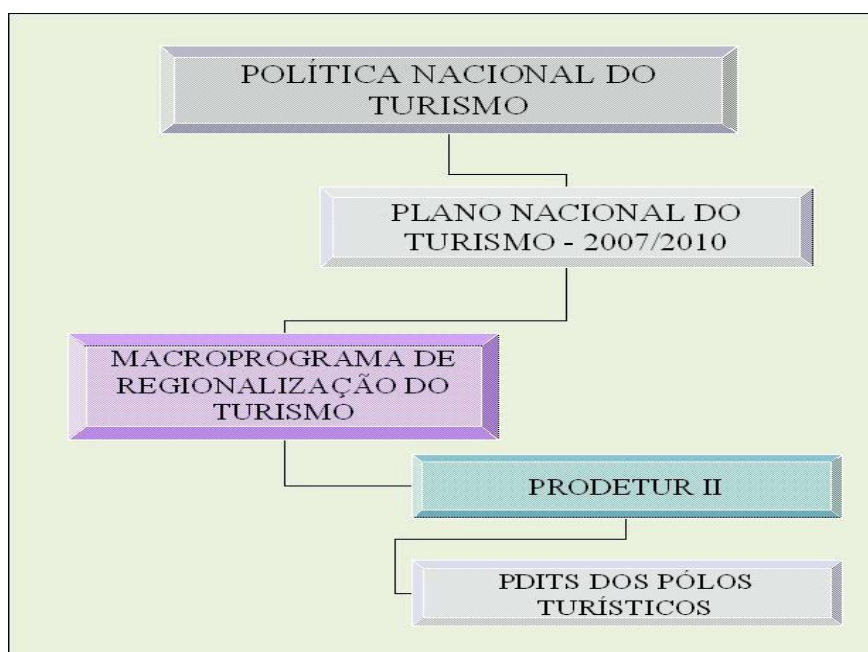 POLÍTICA NACIONAL DO
TURISMO
PLANO NACIONAL DO
TURISMO - 2007/2010
MACROPROGRAMA DE
REGIONALIZAÇÃO DO
TURISMO
PRODETUR II
PDITS DOS PÓLOS
TURÍSTICOS